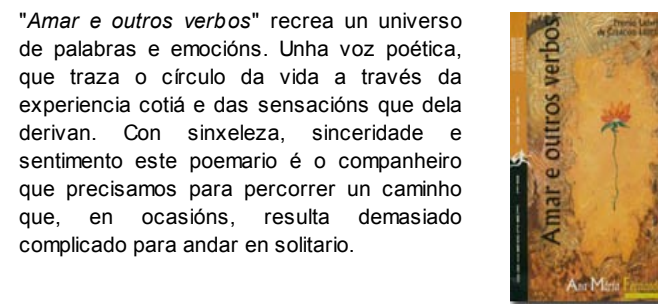 "Amar e outros verbos" recrea un universo
de palabras e emocións. Unha voz poética,
que traza o círculo da vida a través da
experiencia cotiá e das sensacións que dela
derivan. Con sinxeleza, sinceridade e
sentimento este poemario é o companheiro
que precisamos para percorrer un caminho
que, en ocasións, resulta demasiado
complicado para andar en solitario.
Amar e outros verbos
Ana María